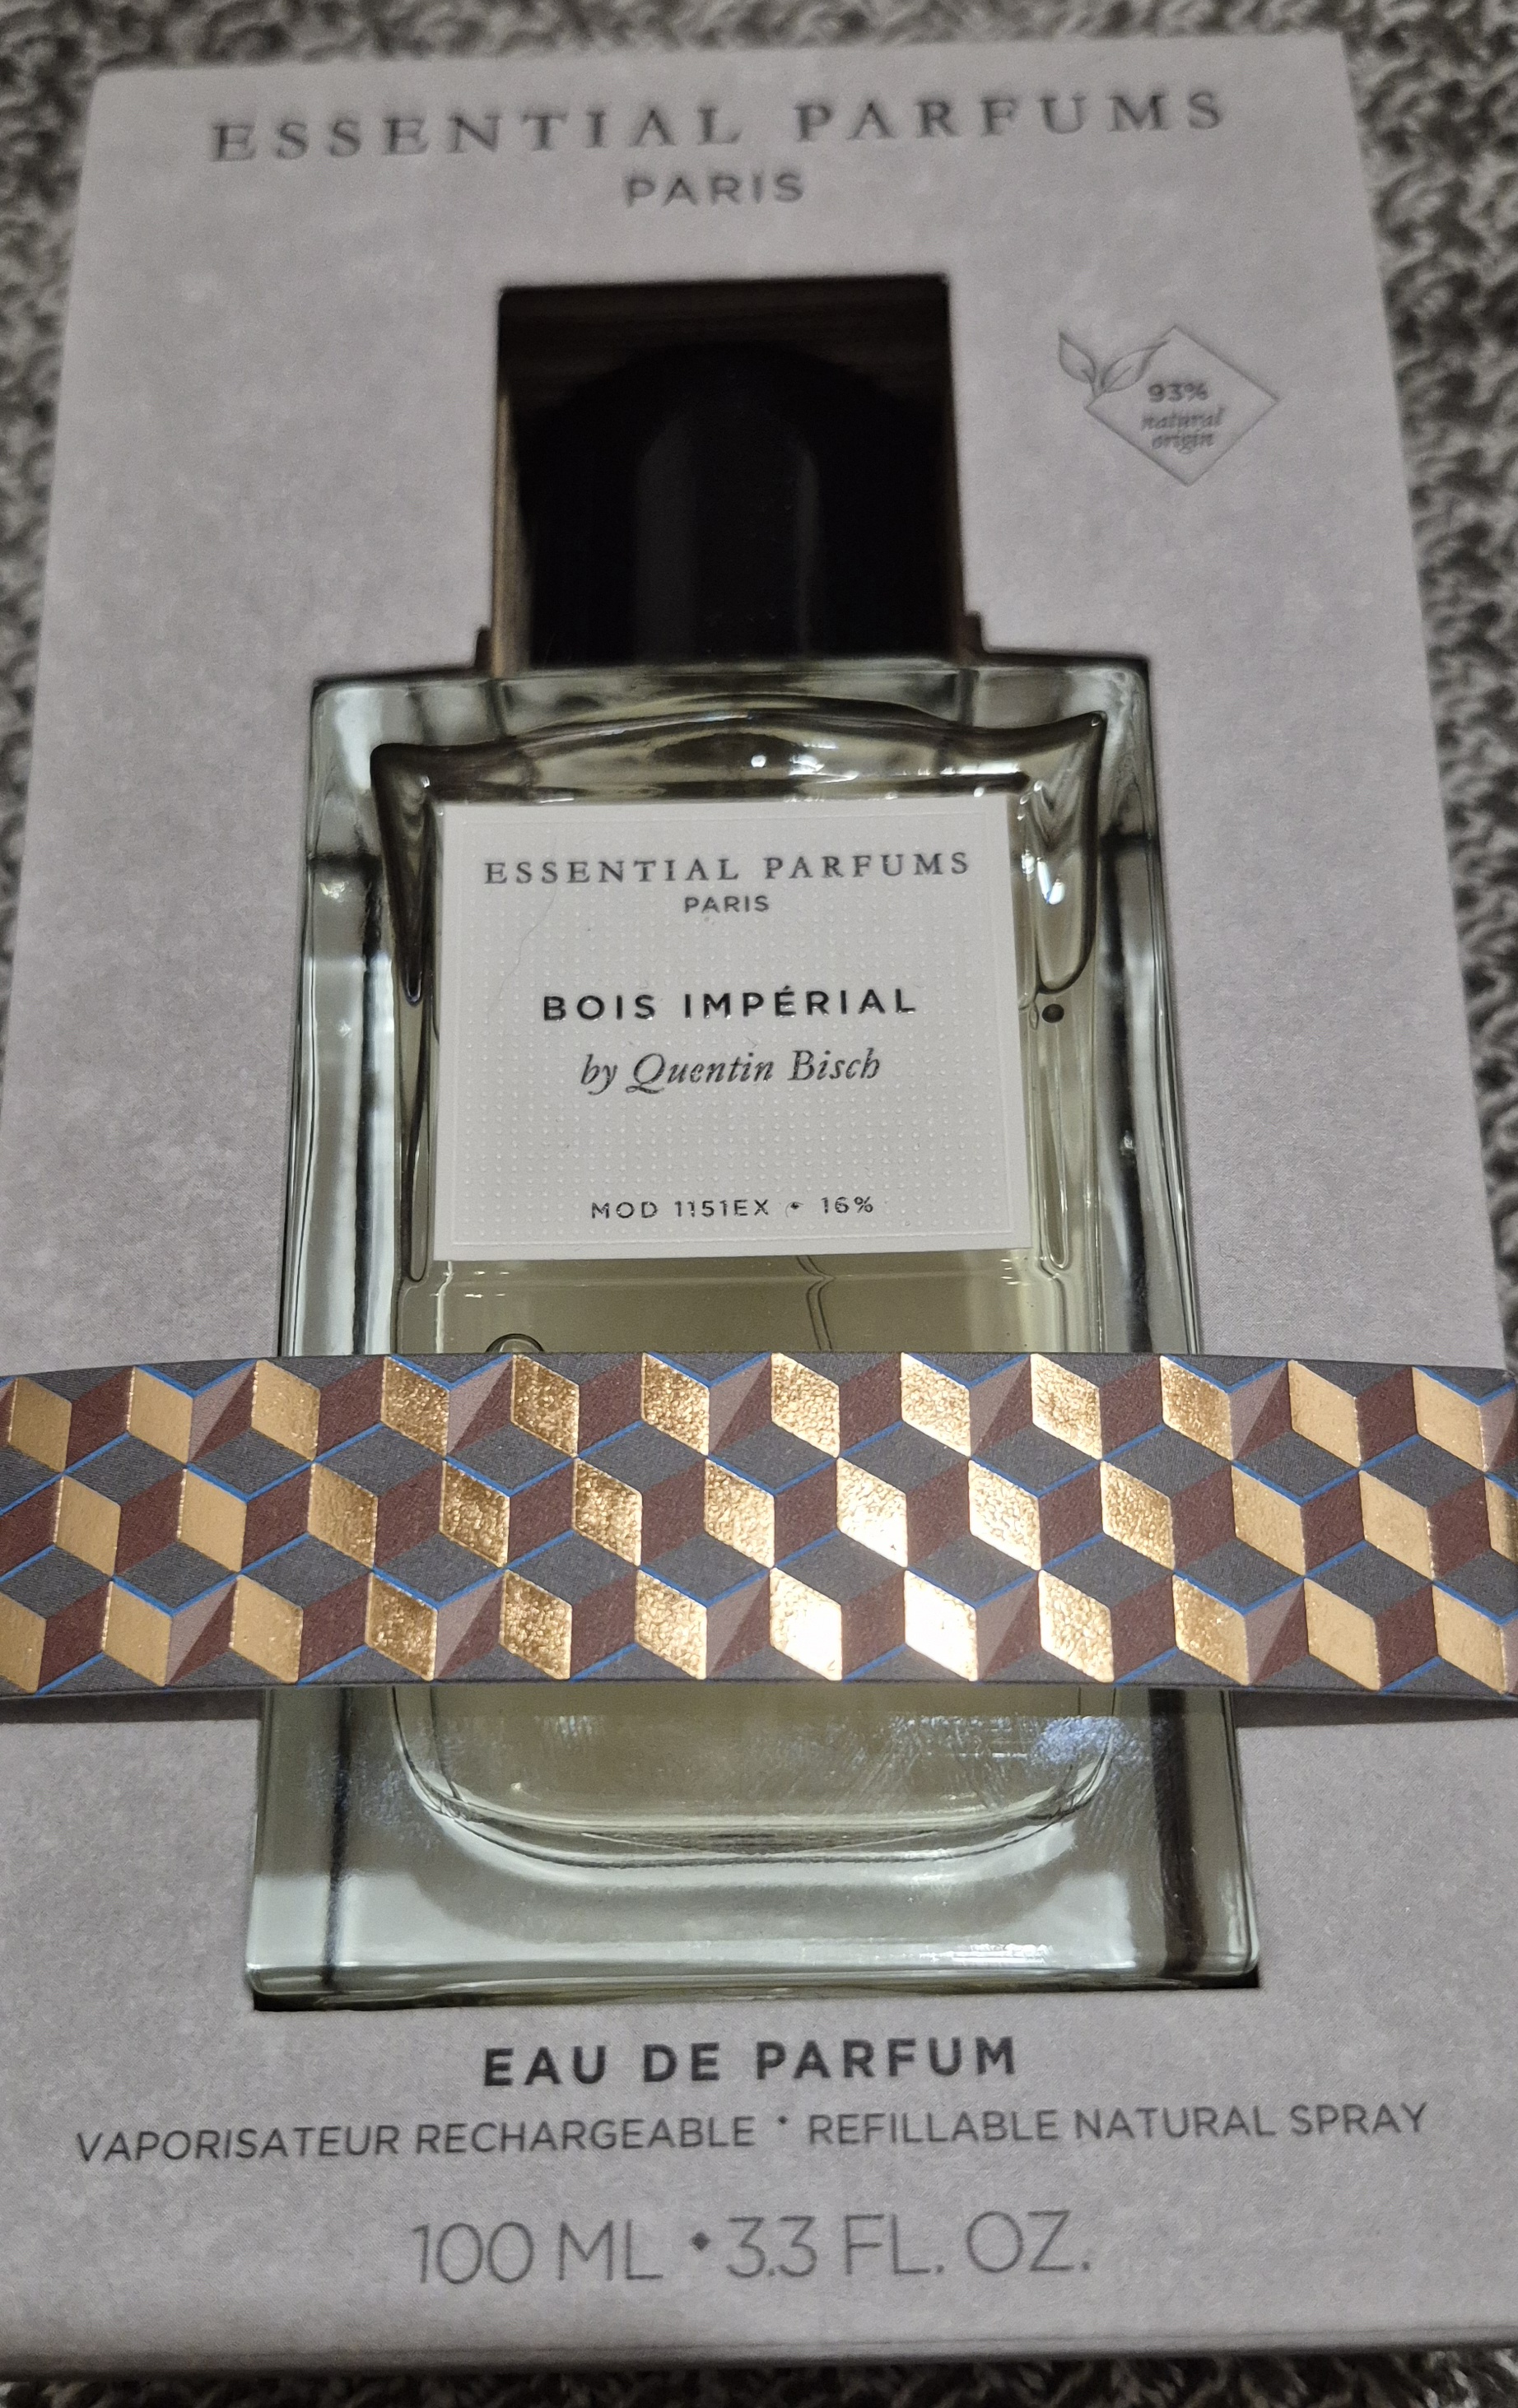 ESSENTIAL PARFUMS
PARIS
93%
natural
origin
ESSENTIAL PARFUMS
PARIS
BOIS IMPÉRIAL
by Quentin Bisch
MOD 1151EX • 16%
EAU DE PARFUM
VAPORISATEUR RECHARGEABLE • REFILLABLE NATURAL SPRAY
100 ML • 3.3 FL. OZ.